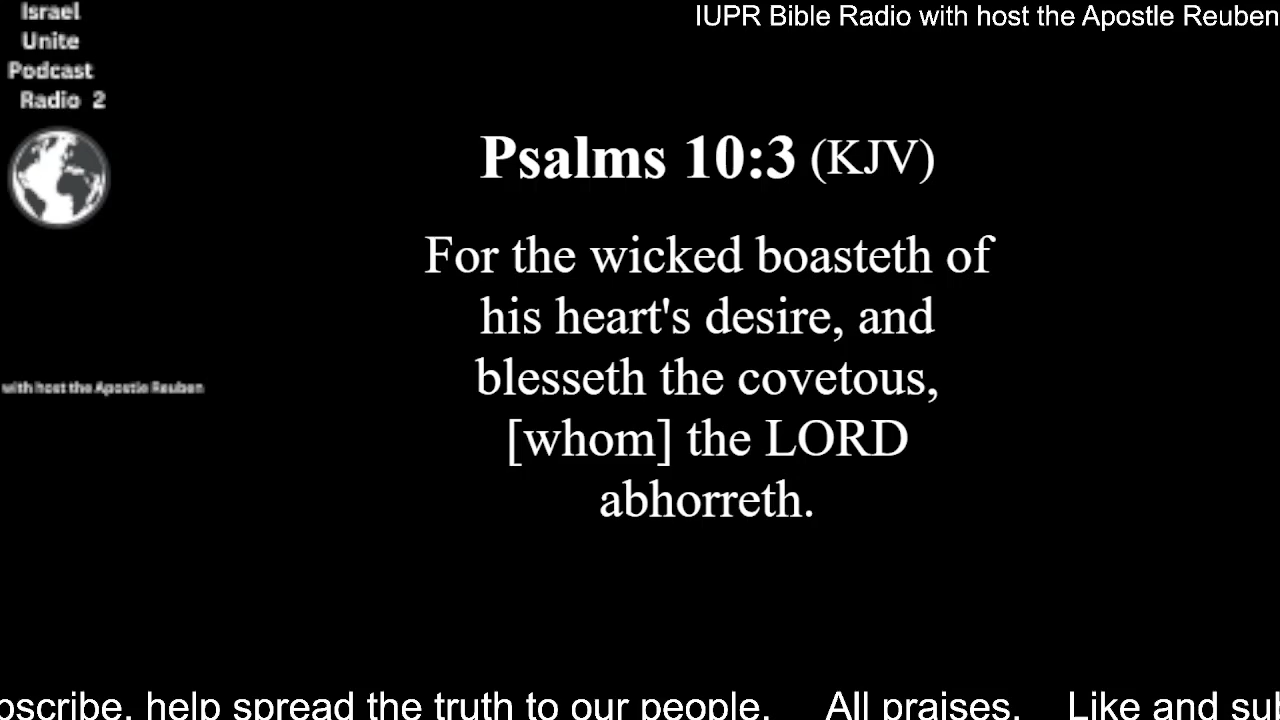 Israel
Unite
Podcast
Radio 2
IUPR Bible Radio with host the Apostle Reuben
Psalms 10:3 (KJV)
For the wicked boasteth of
his heart's desire, and
blesseth the covetous,
[whom] the LORD
abhorreth.
with host the Apostle Reuben
bscribe, help spread the truth to our people. All praises. Like and su